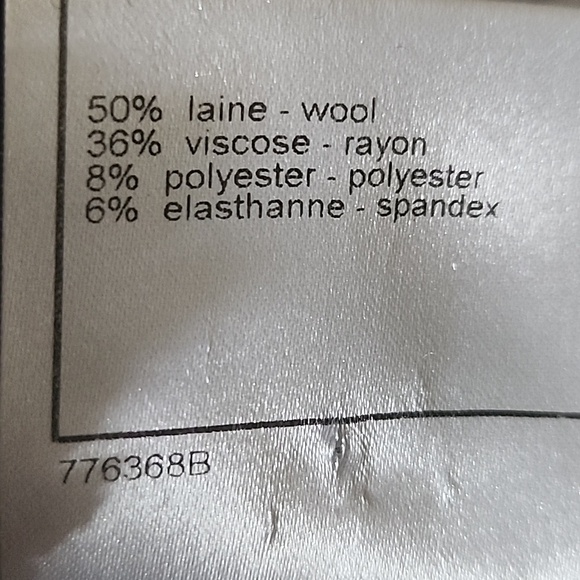 50% laine - wool
36% viscose - rayon
8% polyester - polyester
6% elasthanne - spandex
776368B